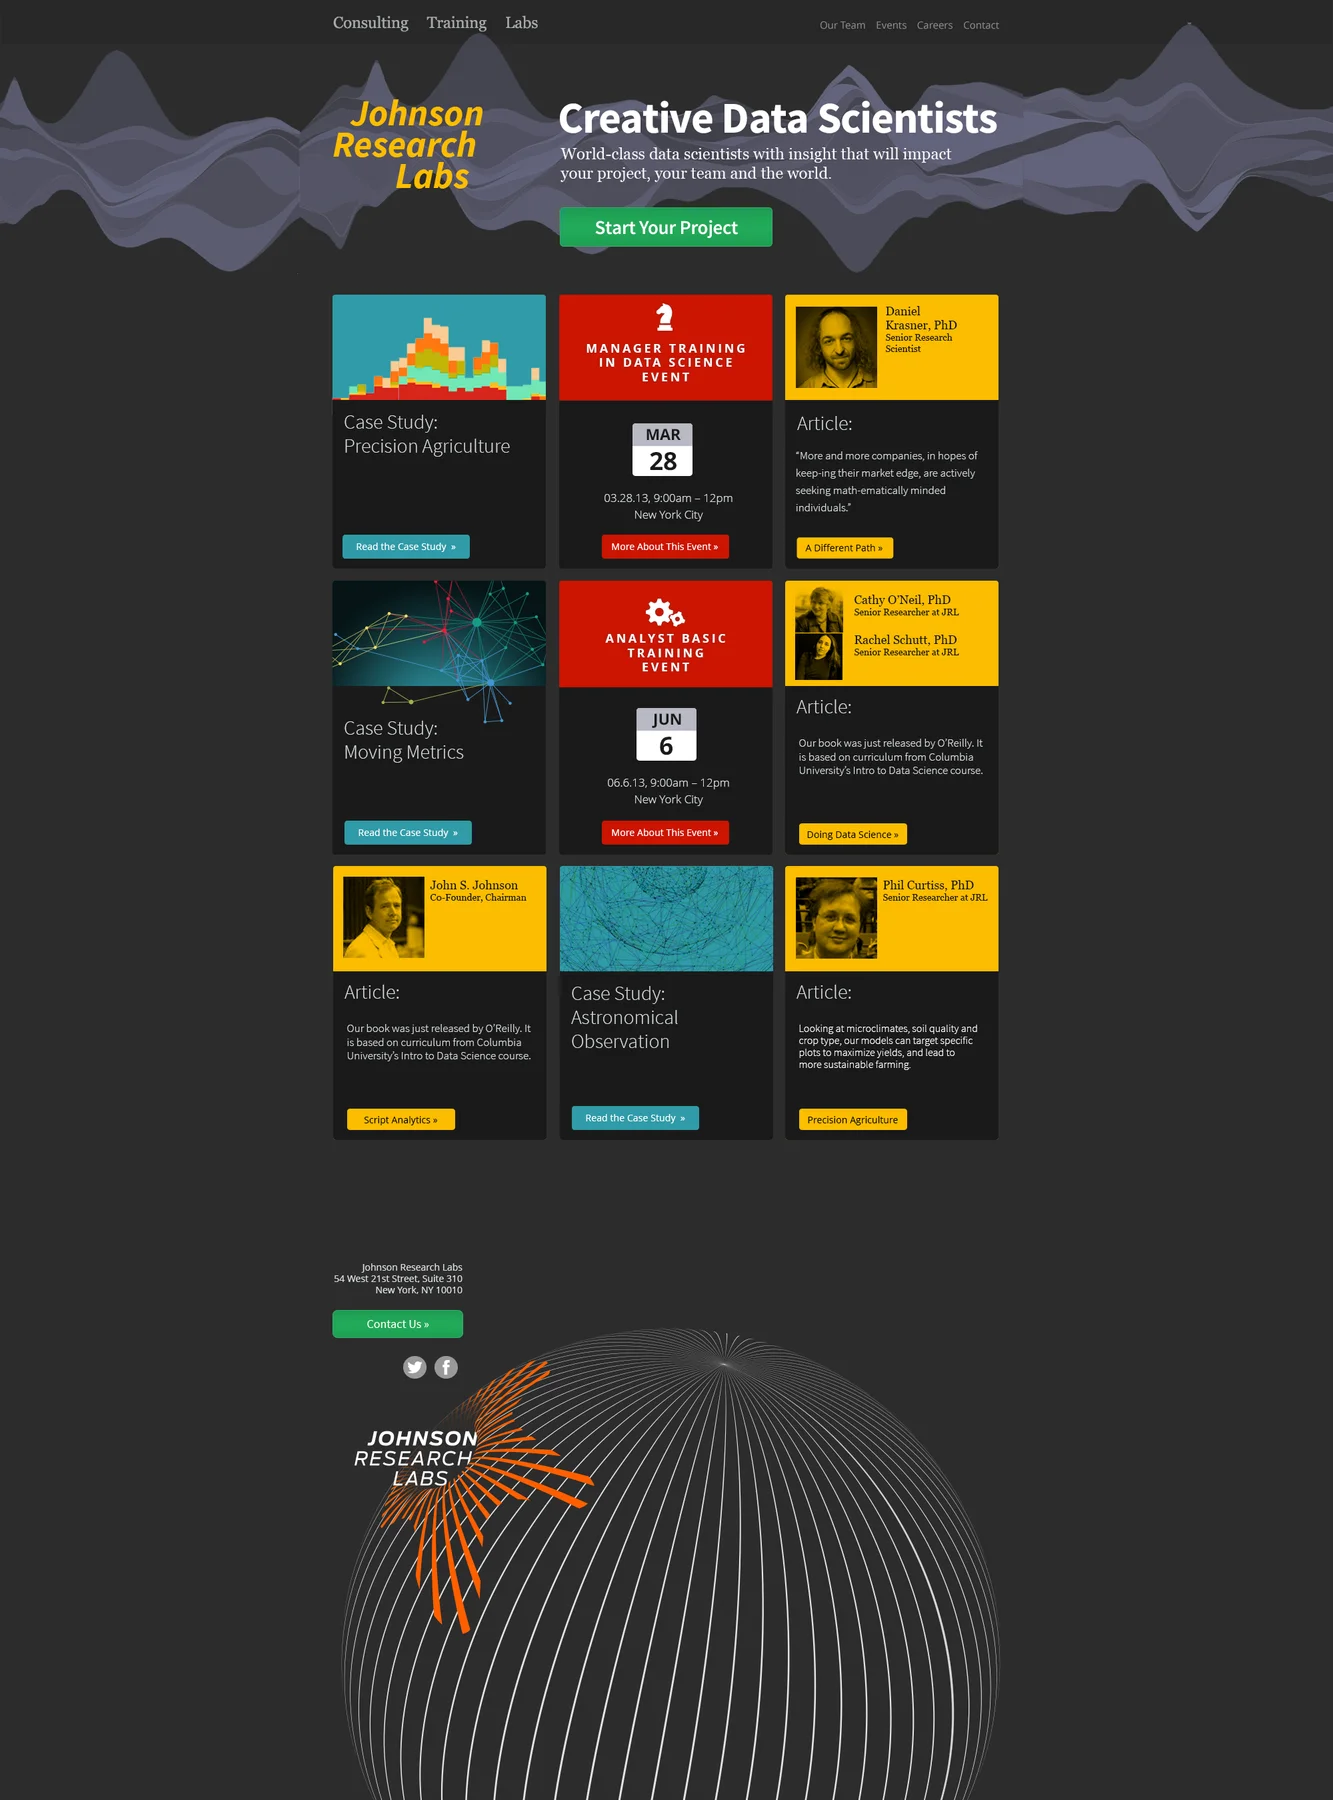 Consulting Training Labs
Our Team Events Careers Contact
Johnson
Research
Labs
Creative Data Scientists
World-class data scientists with insight that will impact
your project, your team and the world.
Start Your Project
Case Study:
Precision Agriculture
Read the Case Study »
MANAGER TRAINING
IN DATA SCIENCE
EVENT
MAR
28
03.28.13, 9:00am – 12pm
New York City
More About This Event »
Daniel
Krasner, PhD
Senior Research
Scientist
Article:
“More and more companies, in hopes of
keep-ing their market edge, are actively
seeking math-ematically minded
individuals.”
A Different Path »
Case Study:
Moving Metrics
Read the Case Study »
ANALYST BASIC
TRAINING
EVENT
JUN
6
06.6.13, 9:00am – 12pm
New York City
More About This Event »
Cathy O’Neil, PhD
Senior Researcher at JRL
Rachel Schutt, PhD
Senior Researcher at JRL
Article:
Our book was just released by O’Reilly. It
is based on curriculum from Columbia
University’s Intro to Data Science course.
Doing Data Science »
John S. Johnson
Co-Founder, Chairman
Article:
Our book was just released by O’Reilly. It
is based on curriculum from Columbia
University’s Intro to Data Science course.
Script Analytics »
Case Study:
Astronomical
Observation
Read the Case Study »
Phil Curtiss, PhD
Senior Researcher at JRL
Article:
Looking at microclimates, soil quality and
crop type, our models can target specific
plots to maximize yields, and lead to
more sustainable farming.
Precision Agriculture
Johnson Research Labs
54 West 21st Street, Suite 310
New York, NY 10010
Contact Us »
JOHNSON
RESEARCH
LABS